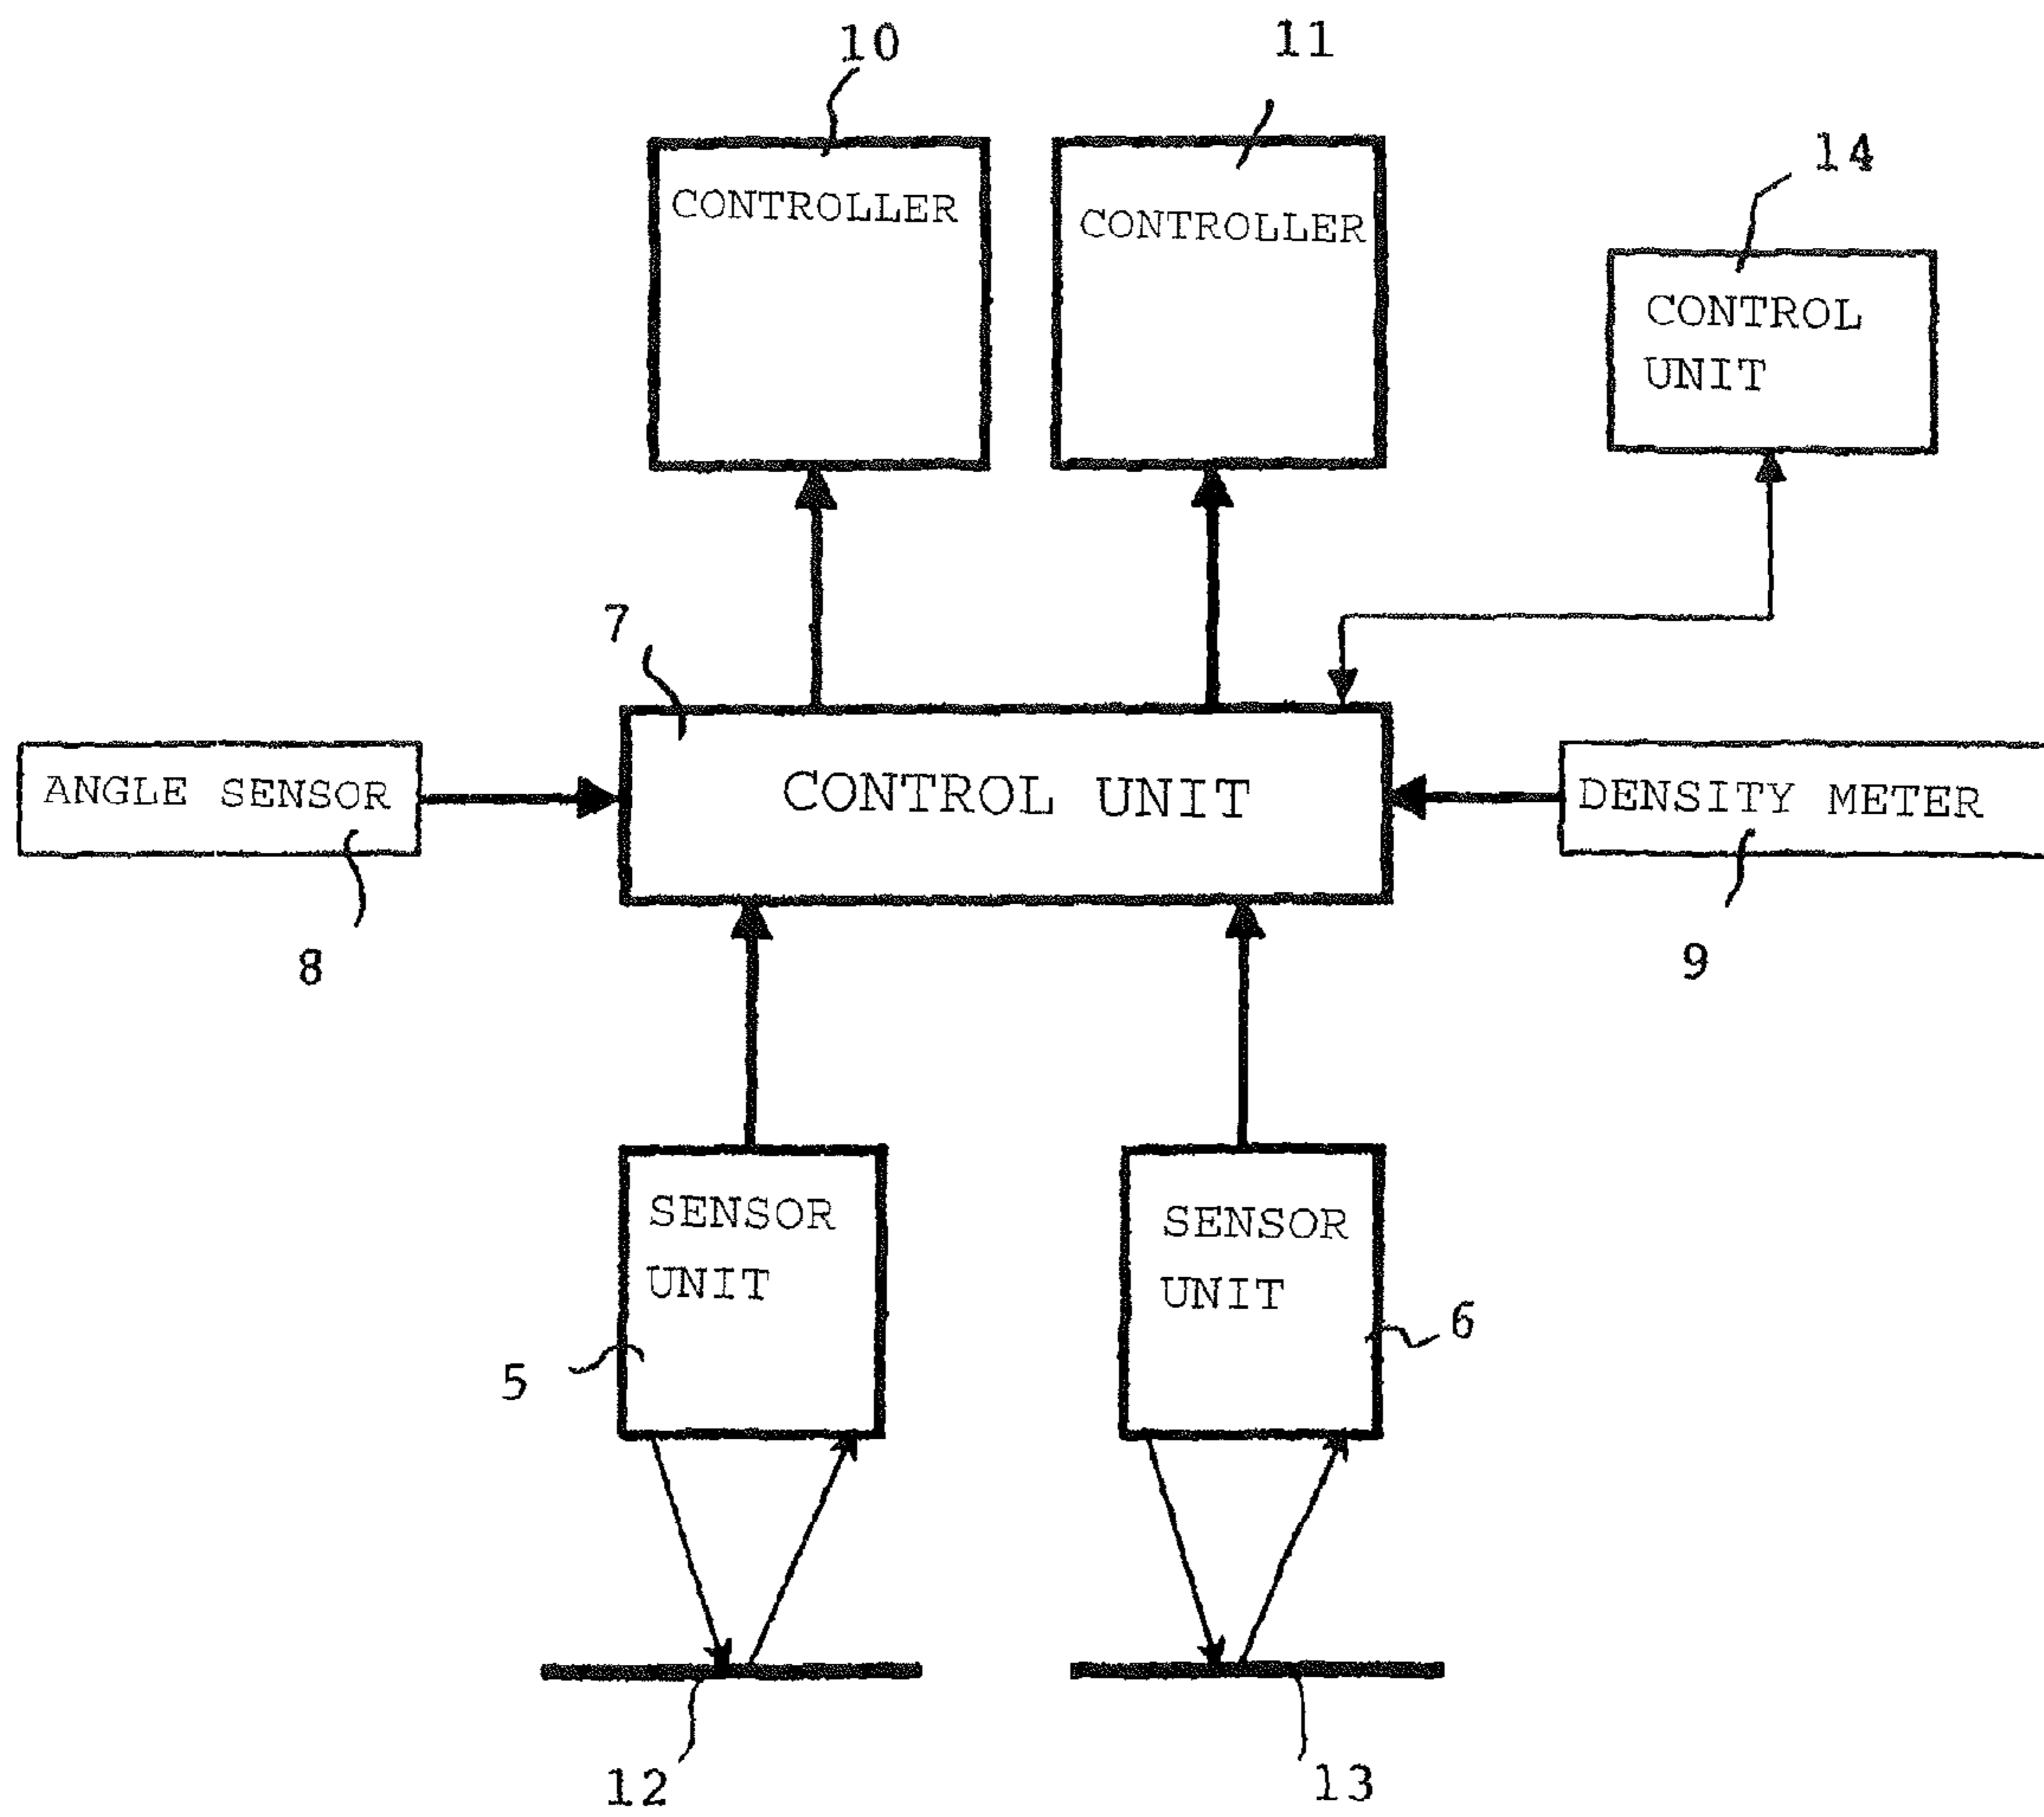 10
11
14
CONTROLLER
CONTROLLER
CONTROL
UNIT
7
ANGLE SENSOR
CONTROL UNIT
DENSITY METER
8
9
SENSOR
UNIT
SENSOR
UNIT
5
6
12
13